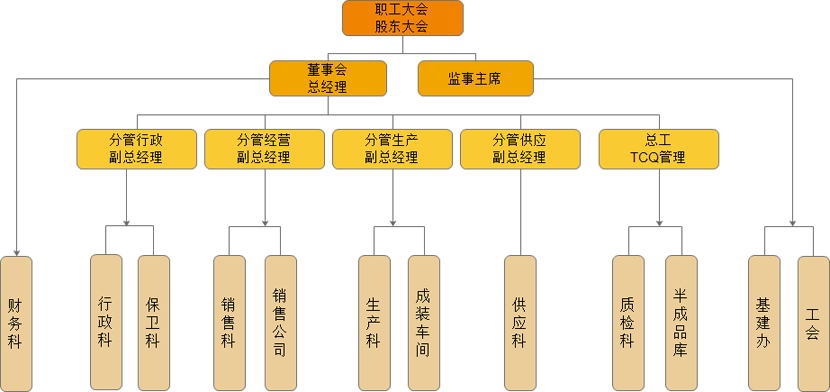 职工大会
股东大会
董事会
总经理
监事主席
分管行政
副总经理
分管经营
副总经理
分管生产
副总经理
分管供应
副总经理
总工
TCQ管理
财务科
行政科
保卫科
销售科
销售公司
生产科
成装车间
供应科
质检科
半成品库
基建办
工会